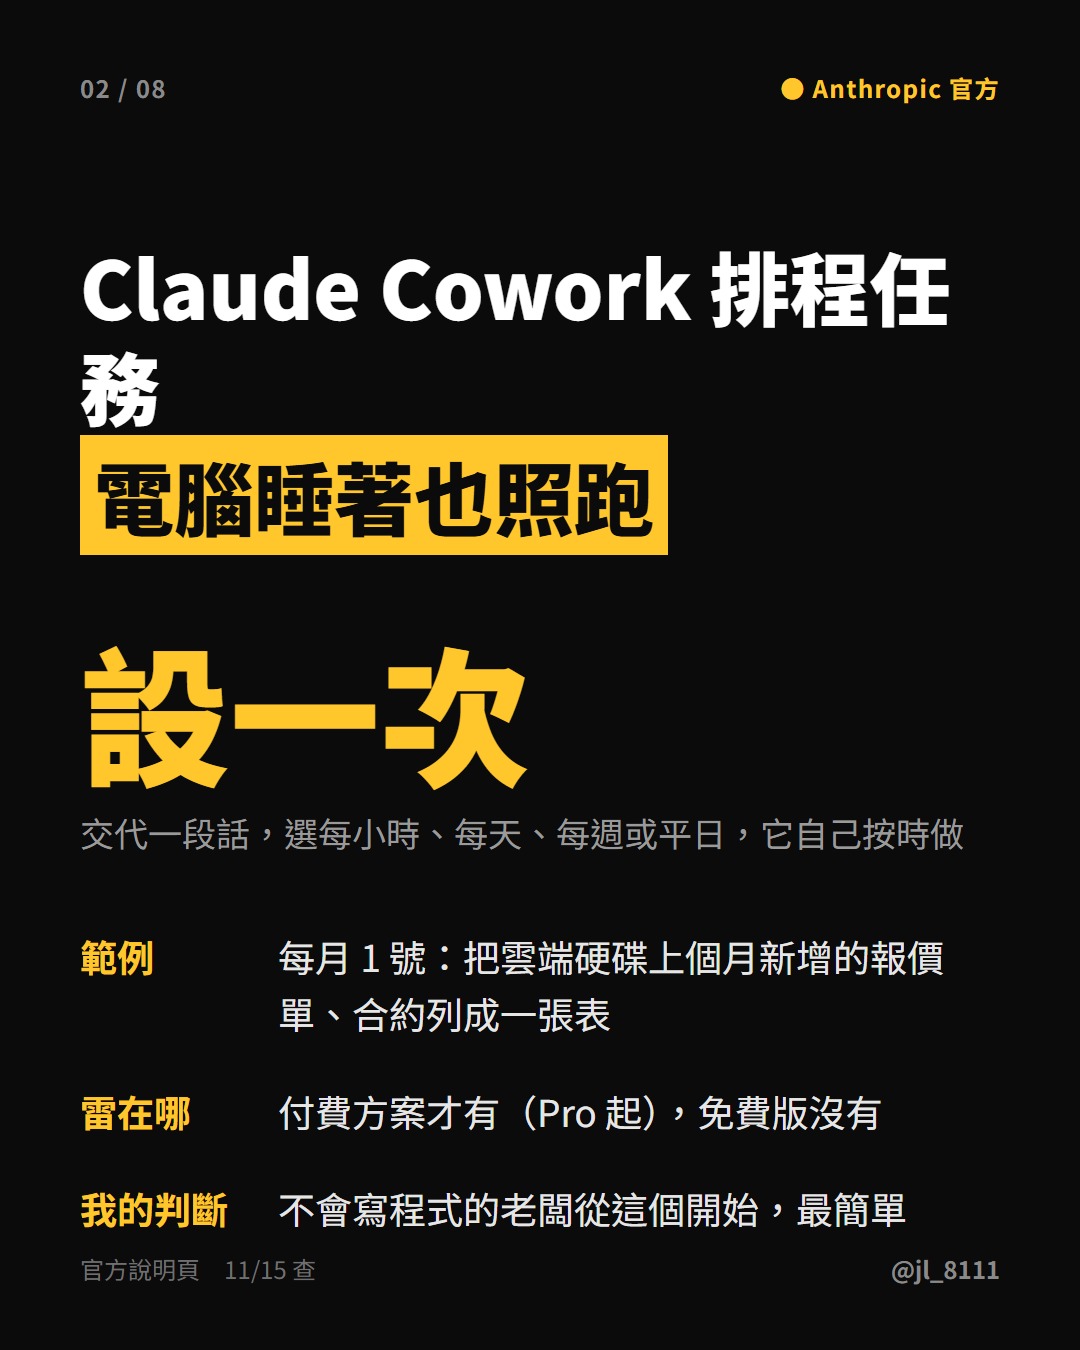 02 / 08
Anthropic 官方
Claude Cowork 排程任
務
電腦睡著也照跑
設一次
交代一段話，選每小時、每天、每週或平日，它自己按時做
範例
每月 1 號：把雲端硬碟上個月新增的報價
單、合約列成一張表
雷在哪
付費方案才有（Pro 起），免費版沒有
我的判斷
不會寫程式的老闆從這個開始，最簡單
官方說明頁 11/15 查
@jl_8111